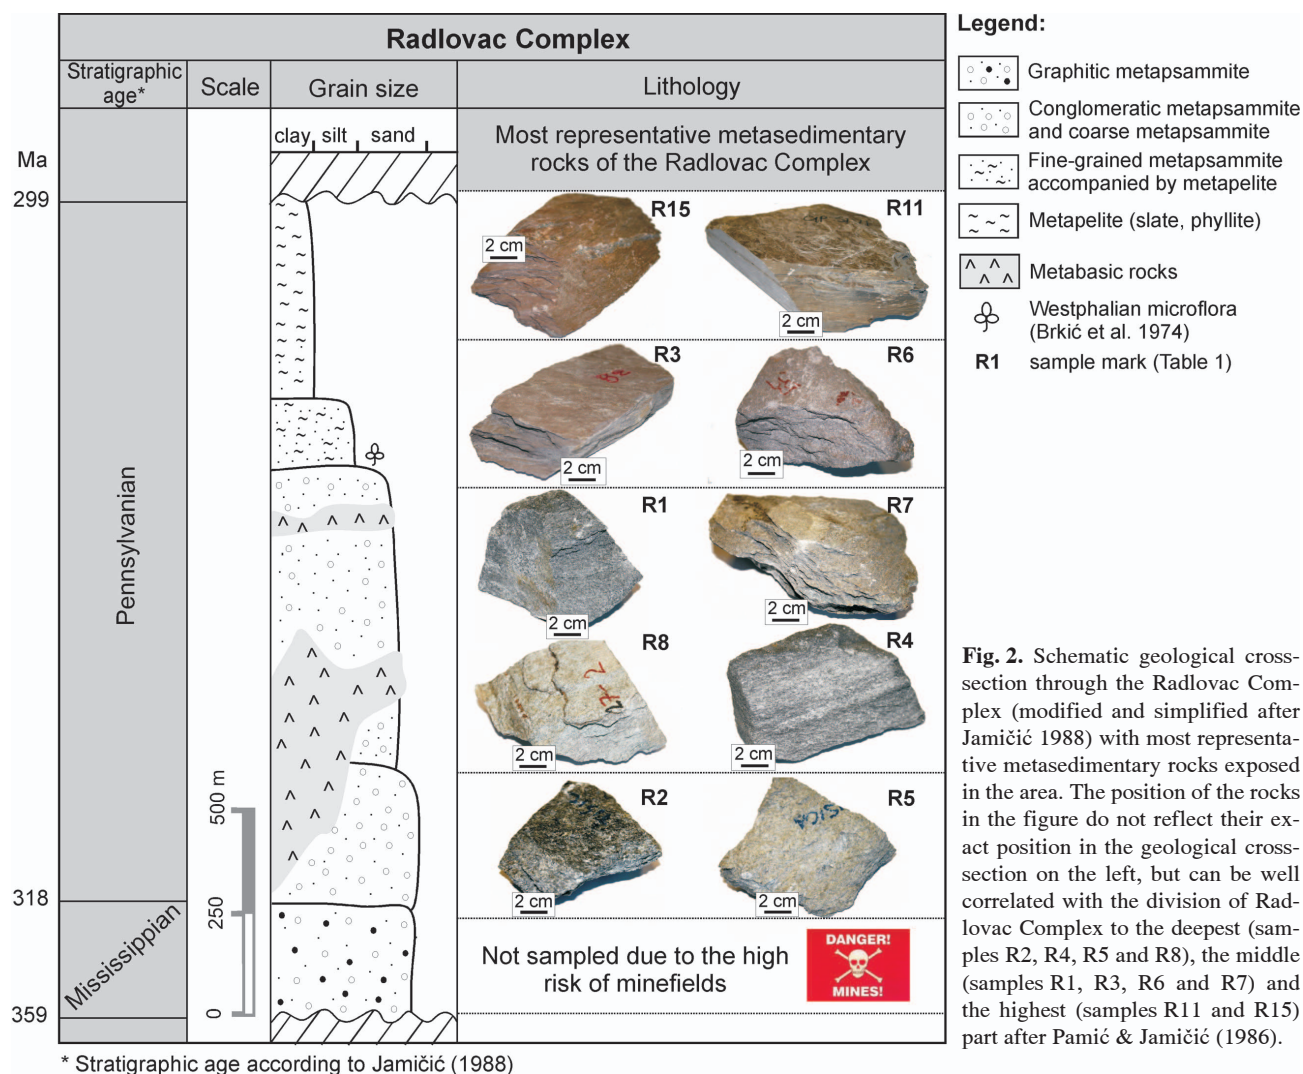 Radlovac Complex
Stratigraphic
age*
Scale
Grain size
Lithology
clay
silt
sand
Most representative metasedimentary
rocks of the Radlovac Complex
Ma
299
318
359
Pennsylvanian
Mississippian
500 m
250
0
R15
2 cm
R11
2 cm
R3
2 cm
R6
2 cm
R1
2 cm
R7
2 cm
R8
2 cm
R4
2 cm
R2
2 cm
R5
2 cm
Not sampled due to the high
risk of minefields
DANGER!
MINES!
* Stratigraphic age according to Jamičić (1988)
Legend:
Graphitic metapsammite
Conglomeratic metapsammite
and coarse metapsammite
Fine-grained metapsammite
accompanied by metapelite
Metapelite (slate, phyllite)
Metabasic rocks
Westphalian microflora
(Brkić et al. 1974)
R1 sample mark (Table 1)
Fig. 2. Schematic geological cross-
section through the Radlovac Com-
plex (modified and simplified after
Jamičić 1988) with most representa-
tive metasedimentary rocks exposed
in the area. The position of the rocks
in the figure do not reflect their ex-
act position in the geological cross-
section on the left, but can be well
correlated with the division of Rad-
lovac Complex to the deepest (sam-
ples R2, R4, R5 and R8), the middle
(samples R1, R3, R6 and R7) and
the highest (samples R11 and R15)
part after Pamić & Jamičić (1986).